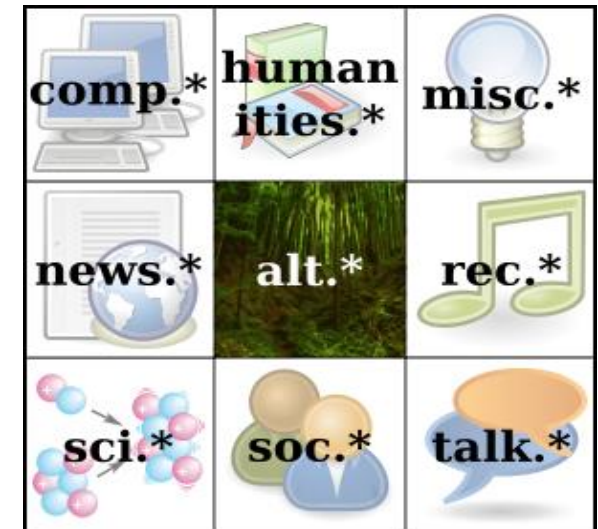 comp.*
human
ities.*
misc.*
news.*
alt.*
rec.*
sci.*
soc.*
talk.*